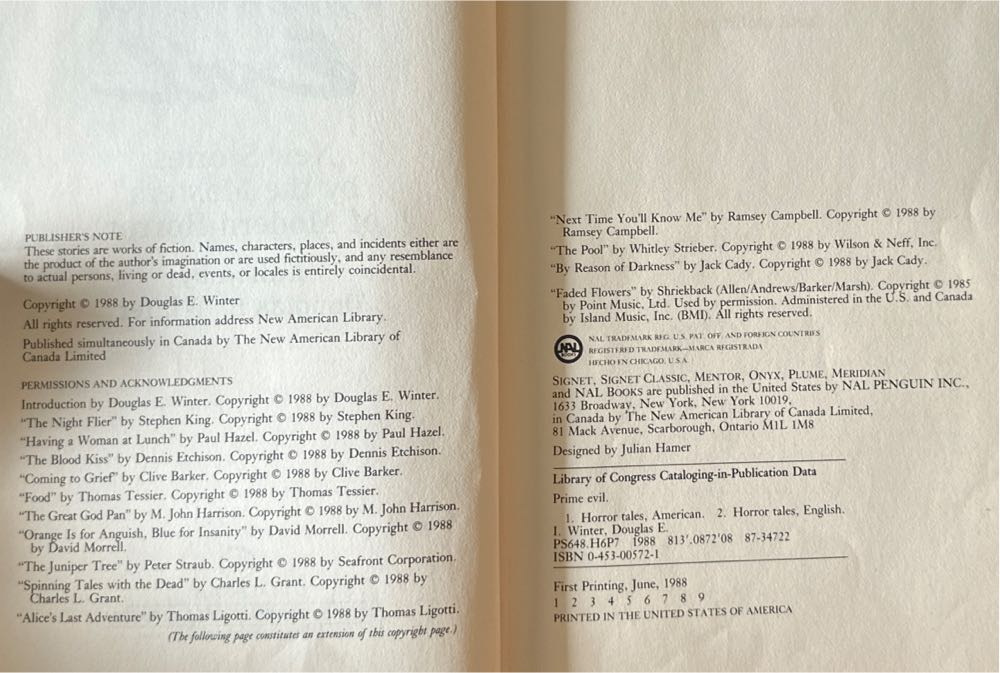 PUBLISHER'S NOTE
These stories are works of fiction. Names, characters, places, and incidents either are
the product of the author's imagination or are used fictitiously, and any resemblance
to actual persons, living or dead, events, or locales is entirely coincidental.
Copyright © 1988 by Douglas E. Winter
All rights reserved. For information address New American Library.
Published simultaneously in Canada by The New American Library of
Canada Limited
PERMISSIONS AND ACKNOWLEDGMENTS
Introduction by Douglas E. Winter. Copyright © 1988 by Douglas E. Winter.
"The Night Flier" by Stephen King. Copyright © 1988 by Stephen King.
"Having a Woman at Lunch" by Paul Hazel. Copyright © 1988 by Paul Hazel.
"The Blood Kiss" by Dennis Etchison. Copyright © 1988 by Dennis Etchison.
"Coming to Grief" by Clive Barker. Copyright © 1988 by Clive Barker.
"Food" by Thomas Tessier. Copyright © 1988 by Thomas Tessier.
"The Great God Pan" by M. John Harrison. Copyright © 1988 by M. John Harrison.
"Orange Is for Anguish, Blue for Insanity" by David Morrell. Copyright © 1988
by David Morrell.
"The Juniper Tree" by Peter Straub. Copyright © 1988 by Seafront Corporation.
"Spinning Tales with the Dead" by Charles L. Grant. Copyright © 1988 by
Charles L. Grant.
"Alice's Last Adventure" by Thomas Ligotti. Copyright © 1988 by Thomas Ligotti.
(The following page constitutes an extension of this copyright page.)
"Next Time You'll Know Me" by Ramsey Campbell. Copyright © 1988 by
Ramsey Campbell.
"The Pool" by Whitley Strieber. Copyright © 1988 by Wilson & Neff, Inc.
"By Reason of Darkness" by Jack Cady. Copyright © 1988 by Jack Cady.
"Faded Flowers" by Shriekback (Allen/Andrews/Barker/Marsh). Copyright © 1985
by Point Music, Ltd. Used by permission. Administered in the U.S. and Canada
by Island Music, Inc. (BMI). All rights reserved.
NAL BOOKS
NAL TRADEMARK REG. U.S. PAT. OFF. AND FOREIGN COUNTRIES
REGISTERED TRADEMARK—MARCA REGISTRADA
HECHO EN CHICAGO, U.S.A.
SIGNET, SIGNET CLASSIC, MENTOR, ONYX, PLUME, MERIDIAN
and NAL BOOKS are published in the United States by NAL PENGUIN INC.,
1633 Broadway, New York, New York 10019,
in Canada by The New American Library of Canada Limited,
81 Mack Avenue, Scarborough, Ontario M1L 1M8
Designed by Julian Hamer
Library of Congress Cataloging-in-Publication Data
Prime evil.
1. Horror tales, American. 2. Horror tales, English.
I. Winter, Douglas E.
PS648.H6P7 1988 813'.0872'08 87-34722
ISBN 0-453-00572-1
First Printing, June, 1988
1 2 3 4 5 6 7 8 9
PRINTED IN THE UNITED STATES OF AMERICA